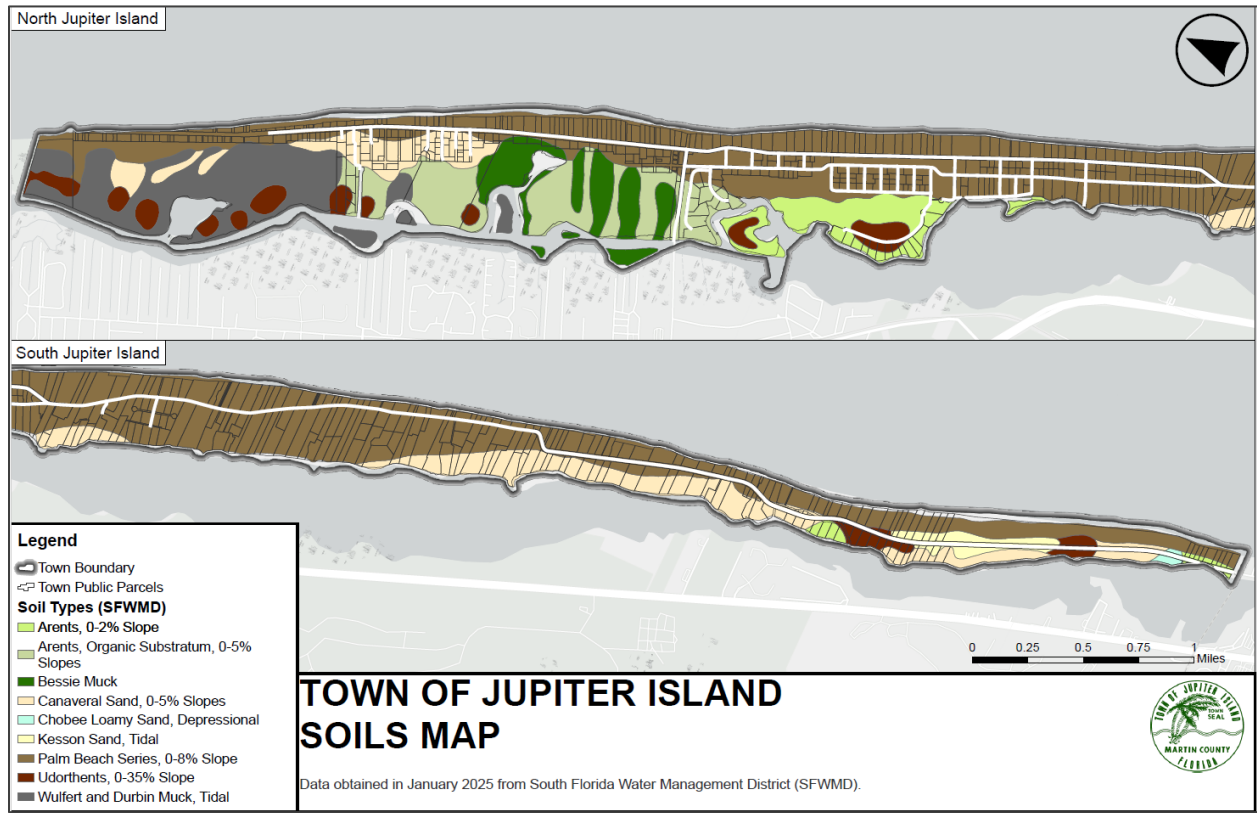 North Jupiter Island
South Jupiter Island
Legend
Town Boundary
Town Public Parcels
Soil Types (SFWMD)
Arents, 0-2% Slope
Arents, Organic Substratum, 0-5%
Slopes
Bessie Muck
Canaveral Sand, 0-5% Slopes
Chobee Loamy Sand, Depressional
Kesson Sand, Tidal
Palm Beach Series, 0-8% Slope
Udorthents, 0-35% Slope
Wulfert and Durbin Muck, Tidal
0 0.25 0.5 0.75 1
Miles
TOWN OF JUPITER ISLAND
SOILS MAP
Data obtained in January 2025 from South Florida Water Management District (SFWMD).
TOWN OF JUPITER ISLAND
TOWN
SEAL
MARTIN COUNTY
FLORIDA